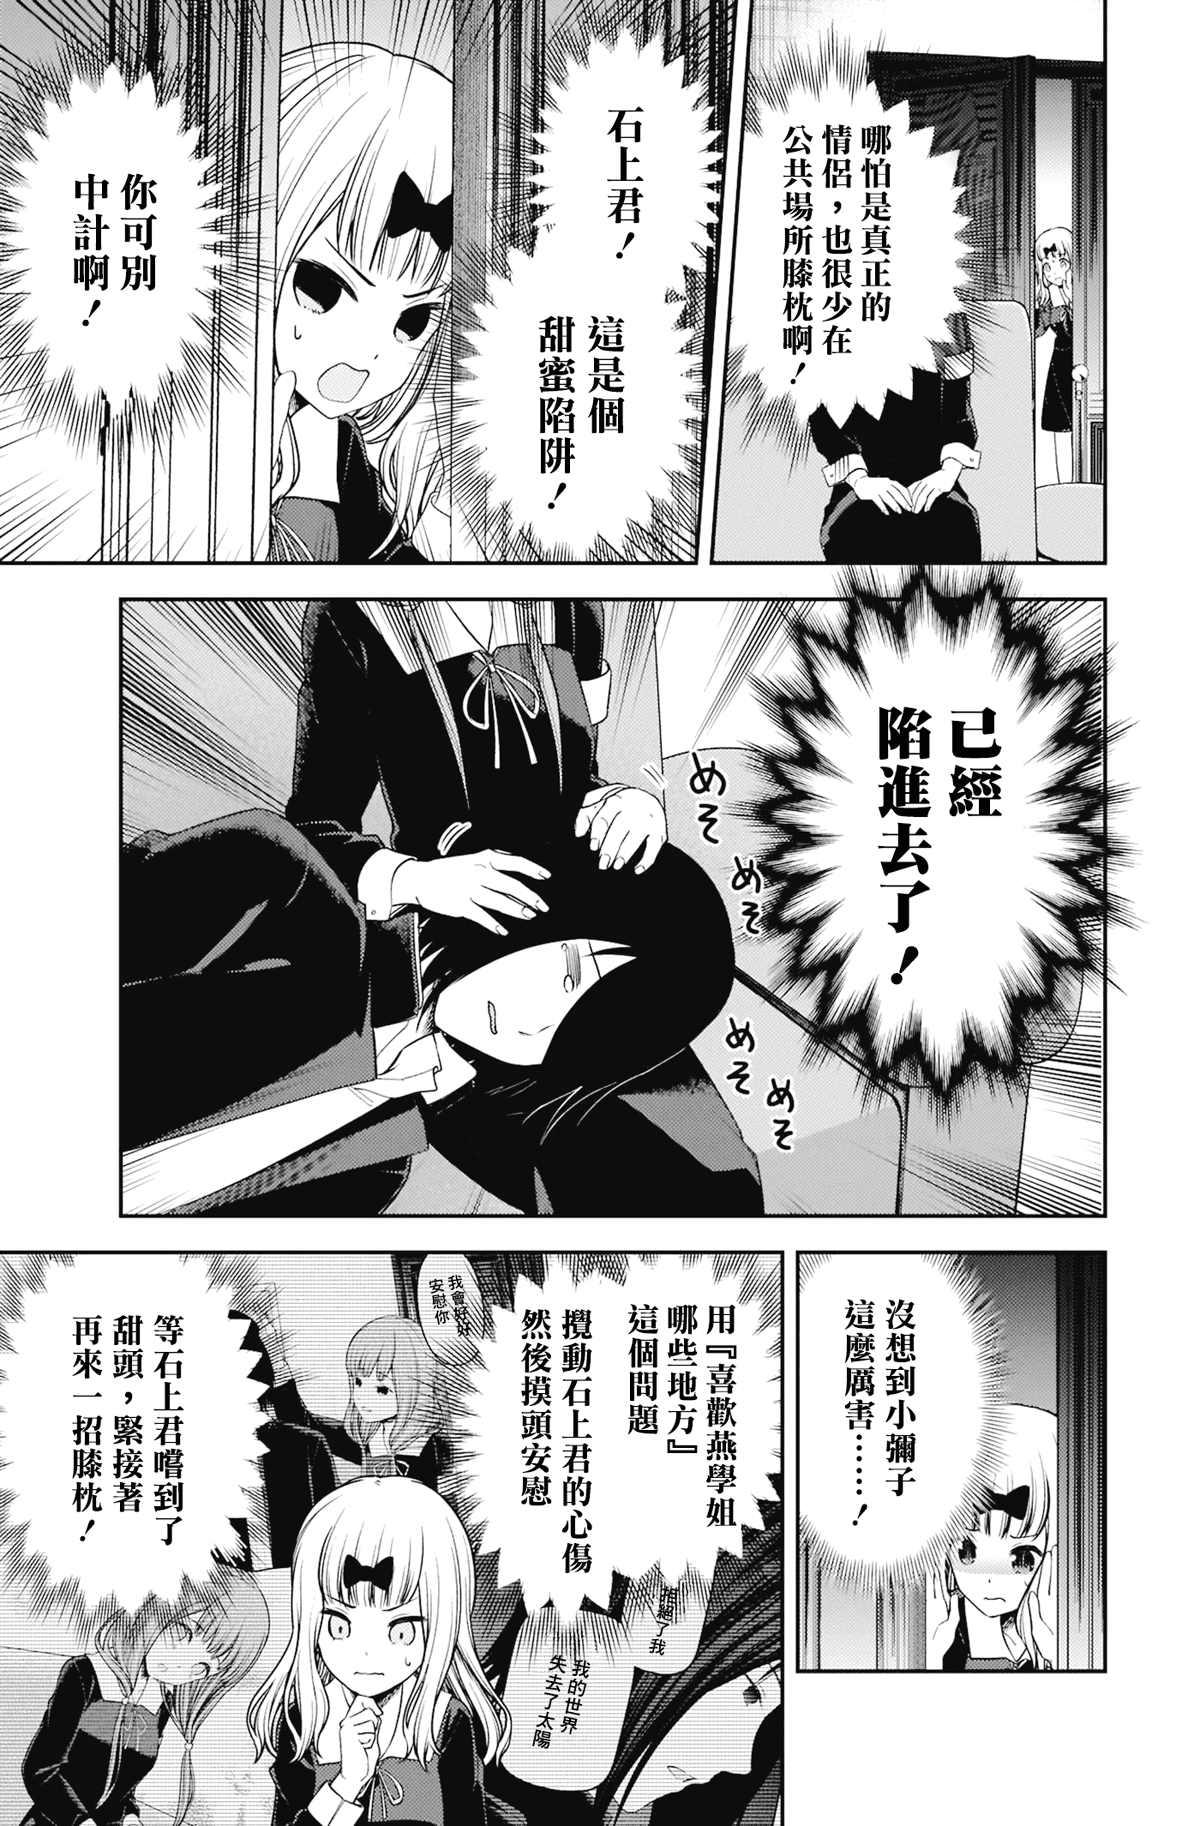 哪怕是真正的
情侶，也很少在
公共場所膝枕啊！
石上君！
這是個
甜蜜陷阱！
你可別
中計啊！
已經
陷進去了！
めそ
めそ
めそ
めそ
沒想到小彌子
這麼厲害……！
用『喜歡燕學姐
哪些地方』
這個問題
攪動石上君的心傷
然後摸頭安慰
拒絕了我
我的世界
失去了太陽
我會好好
安慰你
等石上君嚐到了
甜頭，緊接著
再來一招膝枕！